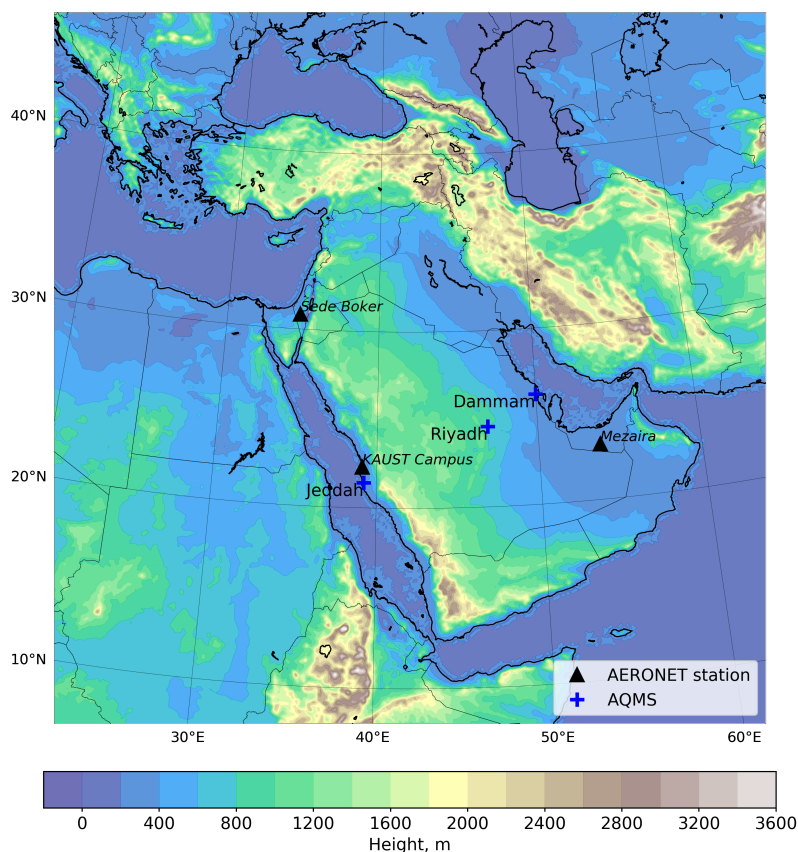 40°N
30°N
Sede Boker
Dammam
Riyadh
Mezaira
KAUST Campus
20°N
Jeddah
10°N
AERONET station
AQMS
30°E 40°E 50°E 60°E
0 400 800 1200 1600 2000 2400 2800 3200 3600
Height, m